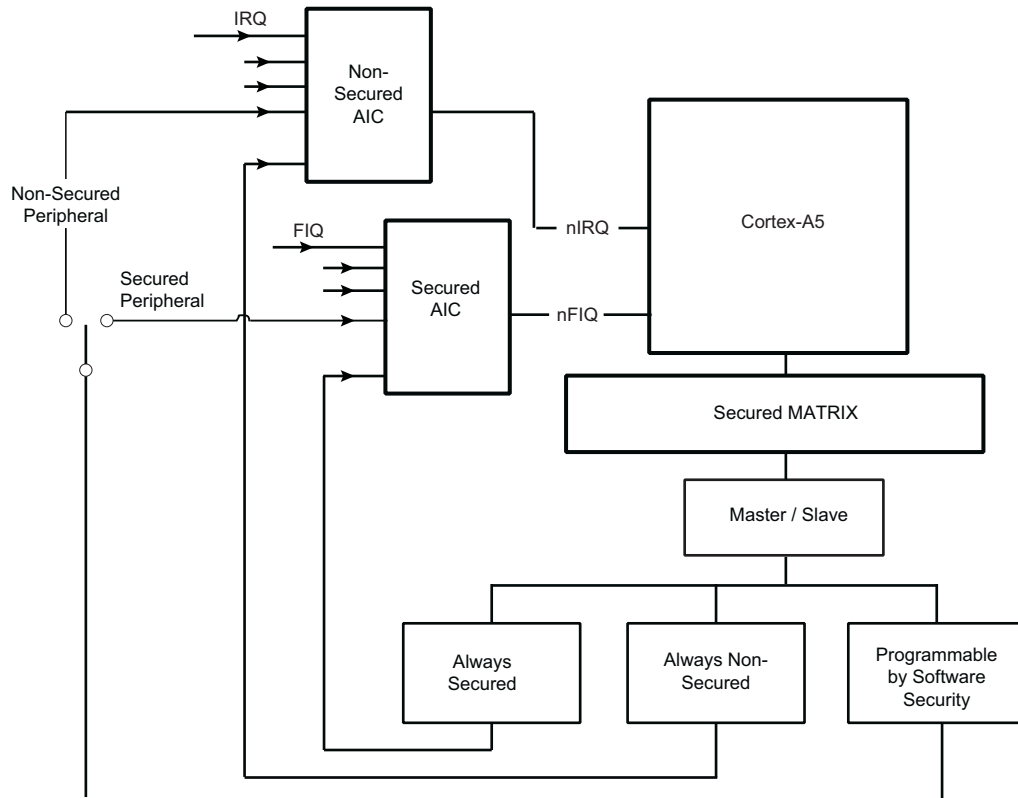 IRQ
Non-
Secured
AIC
Non-Secured
Peripheral
nIRQ
Cortex-A5
FIQ
Secured
Peripheral
Secured
AIC
nFIQ
Secured MATRIX
Master / Slave
Always
Secured
Always Non-
Secured
Programmable
by Software
Security